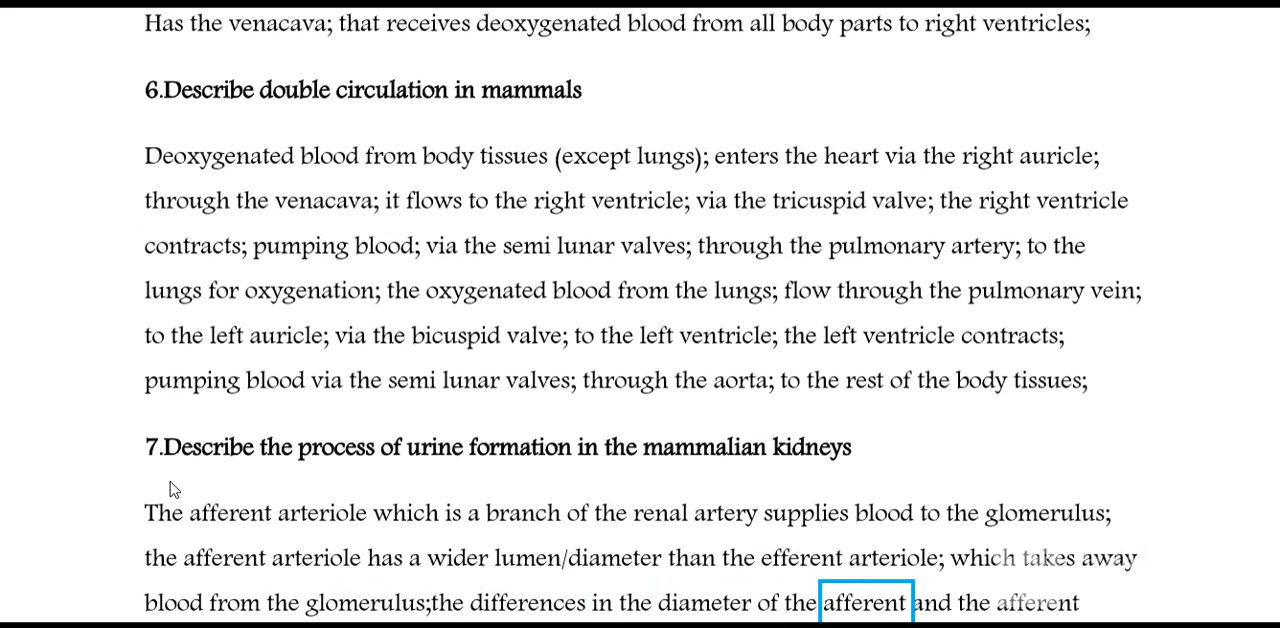 Has the venacava; that receives deoxygenated blood from all body parts to right ventricles;
6.Describe double circulation in mammals
Deoxygenated blood from body tissues (except lungs); enters the heart via the right auricle;
through the venacava; it flows to the right ventricle; via the tricuspid valve; the right ventricle
contracts; pumping blood; via the semi lunar valves; through the pulmonary artery; to the
lungs for oxygenation; the oxygenated blood from the lungs; flow through the pulmonary vein;
to the left auricle; via the bicuspid valve; to the left ventricle; the left ventricle contracts;
pumping blood via the semi lunar valves; through the aorta; to the rest of the body tissues;
7.Describe the process of urine formation in the mammalian kidneys
The afferent arteriole which is a branch of the renal artery supplies blood to the glomerulus;
the afferent arteriole has a wider lumen/diameter than the efferent arteriole; which takes away
blood from the glomerulus;the differences in the diameter of the afferent and the afferent